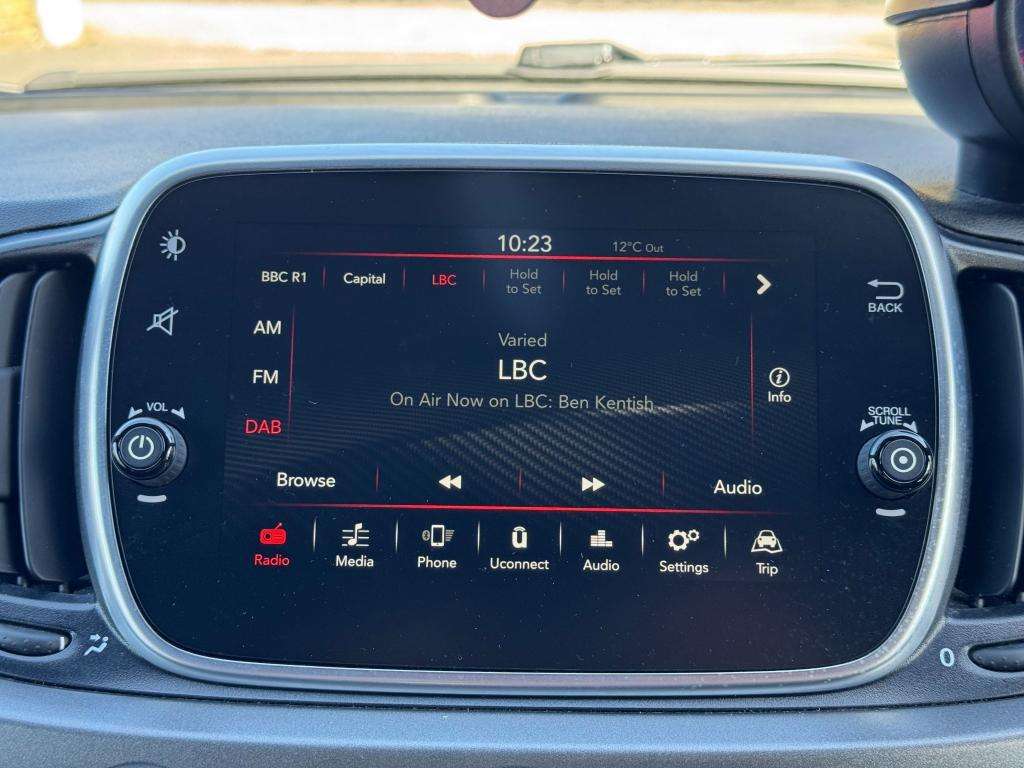 10:23 12°C Out
BBC R1 Capital LBC Hold to Set Hold to Set Hold to Set
BACK
AM
Varied
FM
LBC
Info
On Air Now on LBC: Ben Kentish
VOL
SCROLL
TUNE
DAB
Browse Audio
Radio Media Phone Uconnect Audio Settings Trip
0